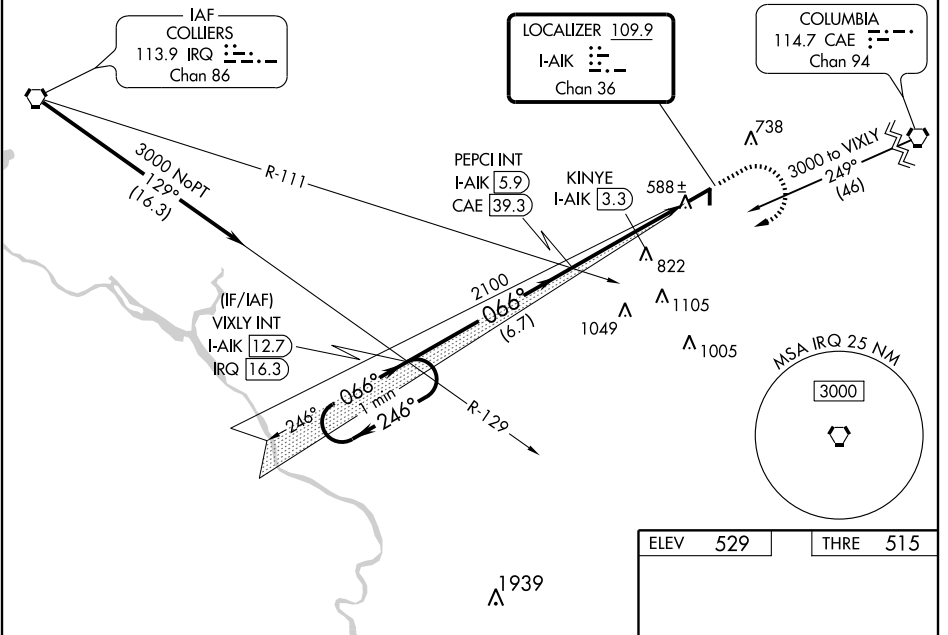 IAF
COLLIERS
113.9 IRQ
Chan 86
LOCALIZER 109.9
I-AIK
Chan 36
COLUMBIA
114.7 CAE
Chan 94
738
3000 to VIXLY
249°
(46)
3000 NoPT
129°
(16.3)
R-111
PEPCI INT
I-AIK 5.9
CAE 39.3
KINYE
I-AIK 3.3
588 ±
822
1105
1049
1005
2100
066°
(6.7)
(IF/IAF)
VIXLY INT
I-AIK 12.7
IRQ 16.3
066°
1 min
246°
246°
R-129
MSA IRQ 25 NM
3000
ELEV 529
THRE 515
1939